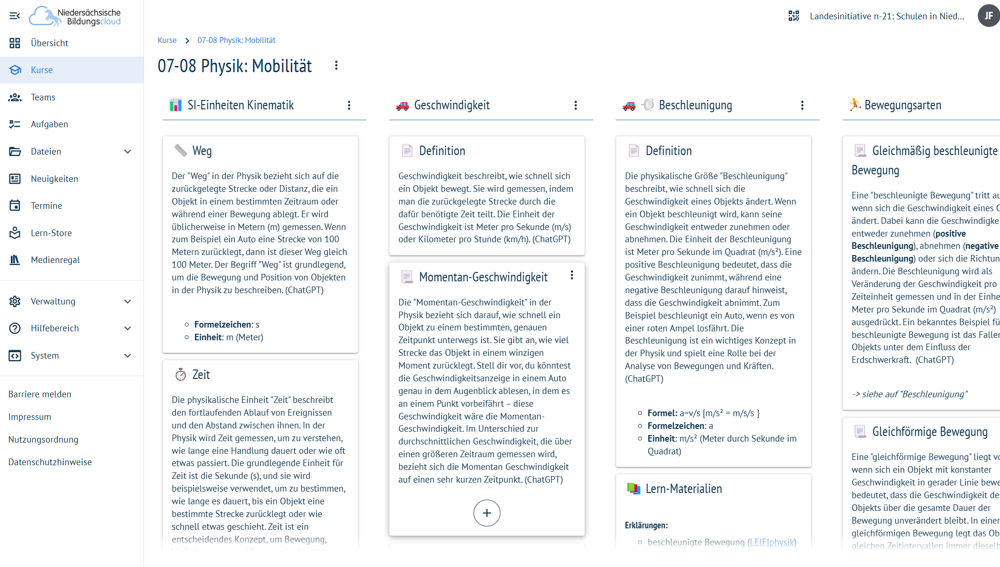 Niedersächsische
Bildungscloud
Übersicht
Kurse
Teams
Aufgaben
Dateien
Neuigkeiten
Termine
Lern-Store
Medienregal
Verwaltung
Hilfebereich
System
Barriere melden
Impressum
Nutzungsordnung
Datenschutzhinweise
Landesinitiative n-21: Schulen in Nied...
JF
Kurse
07-08 Physik: Mobilität
07-08 Physik: Mobilität
SI-Einheiten Kinematik
Weg
Der "Weg" in der Physik bezieht sich auf die
zurückgelegte Strecke oder Distanz, die ein
Objekt in einem bestimmten Zeitraum oder
während einer Bewegung ablegt. Er wird
üblicherweise in Metern (m) gemessen. Wenn
zum Beispiel ein Auto eine Strecke von 100
Metern zurücklegt, dann ist dieser Weg gleich
100 Meter. Der Begriff "Weg" ist grundlegend,
um die Bewegung und Position von Objekten
in der Physik zu beschreiben. (ChatGPT)
Formelzeichen: s
Einheit: m (Meter)
Zeit
Die physikalische Einheit "Zeit" beschreibt
den fortlaufenden Ablauf von Ereignissen
und den Abstand zwischen ihnen. In der
Physik wird Zeit gemessen, um zu verstehen,
wie lange eine Handlung dauert oder wie oft
etwas passiert. Die grundlegende Einheit für
Zeit ist die Sekunde (s), und sie wird
beispielsweise verwendet, um zu bestimmen,
wie lange es dauert, bis ein Objekt eine
bestimmte Strecke zurücklegt oder wie
schnell etwas geschieht. Zeit ist ein
entscheidendes Konzept, um Bewegung,
Geschwindigkeit
Definition
Geschwindigkeit beschreibt, wie schnell sich
ein Objekt bewegt. Sie wird gemessen, indem
man die zurückgelegte Strecke durch die
dafür benötigte Zeit teilt. Die Einheit der
Geschwindigkeit ist Meter pro Sekunde (m/s)
oder Kilometer pro Stunde (km/h). (ChatGPT)
Momentan-Geschwindigkeit
Die "Momentan-Geschwindigkeit" in der
Physik bezieht sich darauf, wie schnell ein
Objekt zu einem bestimmten, genauen
Zeitpunkt unterwegs ist. Sie gibt an, wie viel
Strecke das Objekt in einem winzigen
Moment zurücklegt. Stell dir vor, du könntest
die Geschwindigkeitsanzeige in einem Auto
genau in dem Augenblick ablesen, in dem es
an einem Punkt vorbeifährt – diese
Geschwindigkeit wäre die Momentan-
Geschwindigkeit. Im Unterschied zur
durchschnittlichen Geschwindigkeit, die über
einen größeren Zeitraum gemessen wird,
bezieht sich die Momentan Geschwindigkeit
auf einen sehr kurzen Zeitpunkt. (ChatGPT)
Beschleunigung
Definition
Die physikalische Größe "Beschleunigung"
beschreibt, wie schnell sich die
Geschwindigkeit eines Objekts ändert. Wenn
ein Objekt beschleunigt wird, kann seine
Geschwindigkeit entweder zunehmen oder
abnehmen. Die Einheit der Beschleunigung
ist Meter pro Sekunde im Quadrat (m/s²). Eine
positive Beschleunigung bedeutet, dass die
Geschwindigkeit zunimmt, während eine
negative Beschleunigung darauf hinweist,
dass die Geschwindigkeit abnimmt. Zum
Beispiel beschleunigt ein Auto, wenn es von
einer roten Ampel losfährt. Die
Beschleunigung ist ein wichtiges Konzept in
der Physik und spielt eine Rolle bei der
Analyse von Bewegungen und Kräften.
(ChatGPT)
Formel: a=v/s [m/s² = m/s/s }
Formelzeichen: a
Einheit: m/s² (Meter durch Sekunde im
Quadrat)
Lern-Materialien
Erklärungen:
beschleunigte Bewegung (LEIFIphysik)
Bewegungsarten
Gleichmäßig beschleunigte
Bewegung
Eine "beschleunigte Bewegung" tritt
wenn sich die Geschwindigkeit eines
ändert. Dabei kann die
entweder zunehmen (positive
Beschleunigung), abnehmen (negative
Beschleunigung) oder sich die
ändern. Die Beschleunigung wird als
Veränderung der Geschwindigkeit pro
Zeiteinheit gemessen und in der
Meter pro Sekunde im Quadrat (m/s²)
ausgedrückt. Ein bekanntes Beispiel
beschleunigte Bewegung ist das
Objekts unter dem Einfluss der
Erdschwerkraft. (ChatGPT)
-> siehe auf "Beschleunigung"
Gleichförmige Bewegung
Eine "gleichförmige Bewegung" liegt
wenn sich ein Objekt mit konstanter
Geschwindigkeit in gerader Linie
bedeutet, dass die Geschwindigkeit
Objekts über die gesamte Dauer der
Bewegung unverändert bleibt. In
gleichförmigen Bewegung legt das
gleichen Zeitintervallen immer